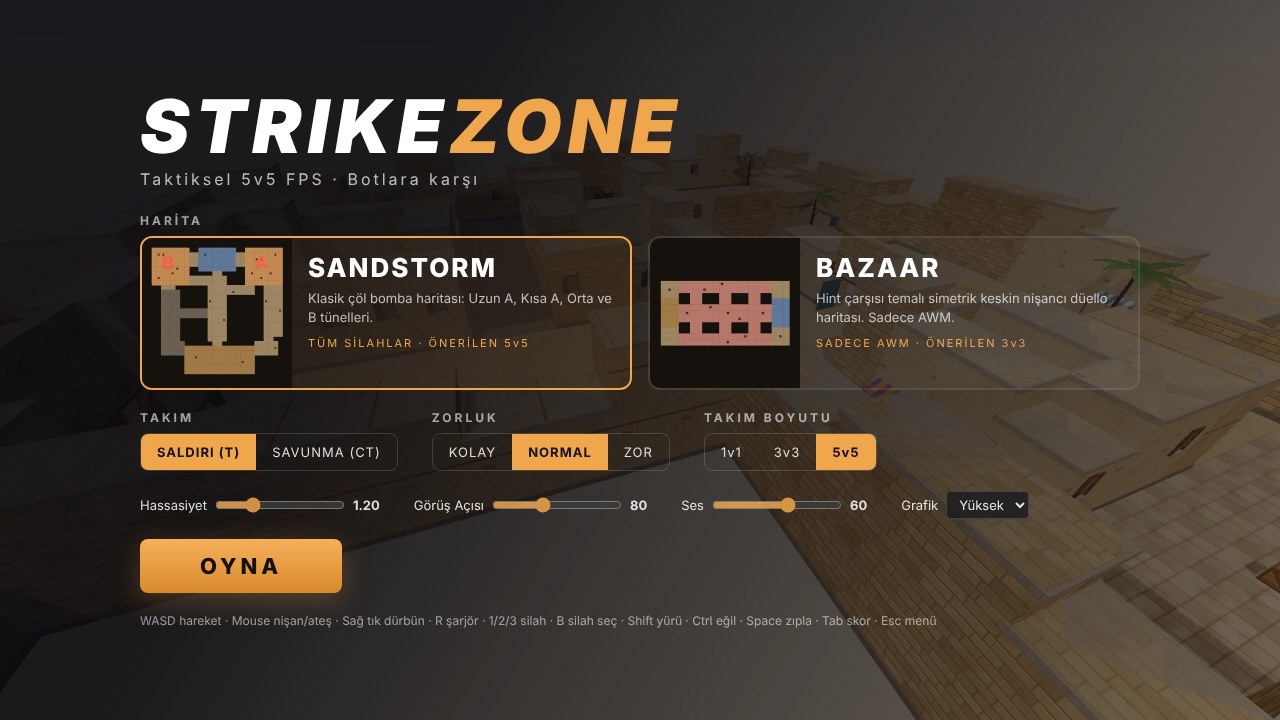 STRIKEZONE
Taktiksel 5v5 FPS · Botlara karşı
HARİTA
B A
SANDSTORM
Klasik çöl bomba haritası: Uzun A, Kısa A, Orta ve
B tünelleri.
TÜM SİLAHLAR · ÖNERİLEN 5v5
BAZAAR
Hint çarşısı temalı simetrik keskin nişancı düello
haritası. Sadece AWM.
SADECE AWM · ÖNERİLEN 3v3
TAKIM
SALDIRI (T) SAVUNMA (CT)
ZORLUK
KOLAY NORMAL ZOR
TAKIM BOYUTU
1v1 3v3 5v5
Hassasiyet 1.20 Görüş Açısı 80 Ses 60 Grafik Yüksek
OYNA
WASD hareket · Mouse nişan/ateş · Sağ tık dürbün · R şarjör · 1/2/3 silah · B silah seç · Shift yürü · Ctrl eğil · Space zıpla · Tab skor · Esc menü